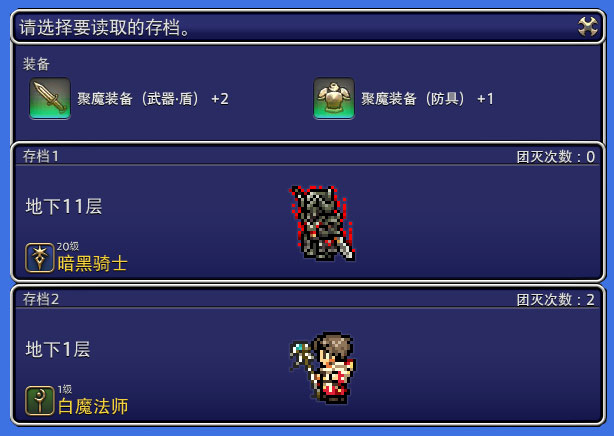 请选择要读取的存档。
装备
聚魔装备（武器·盾） +2
聚魔装备（防具） +1
存档1
团灭次数：0
地下11层
20级
暗黑骑士
存档2
团灭次数：2
地下1层
1级
白魔法师